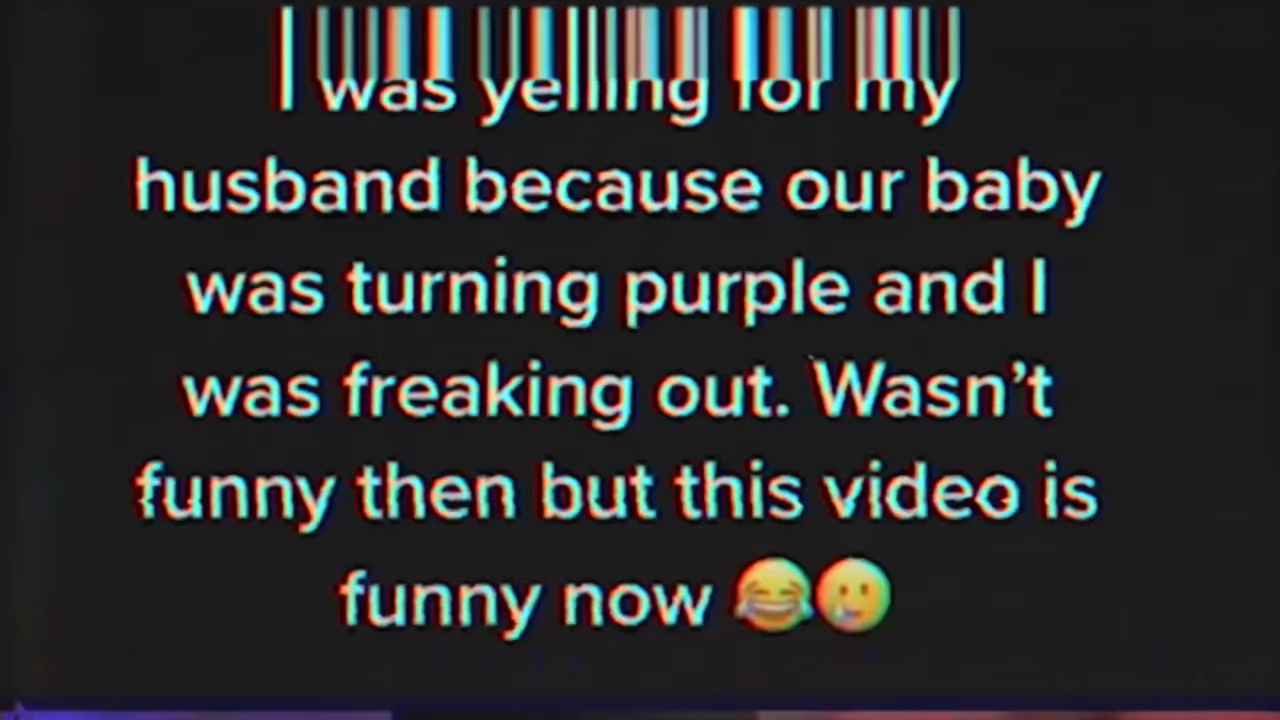 I was yelling for my
husband because our baby
was turning purple and I
was freaking out. Wasn't
funny then but this video is
funny now 😂🥲